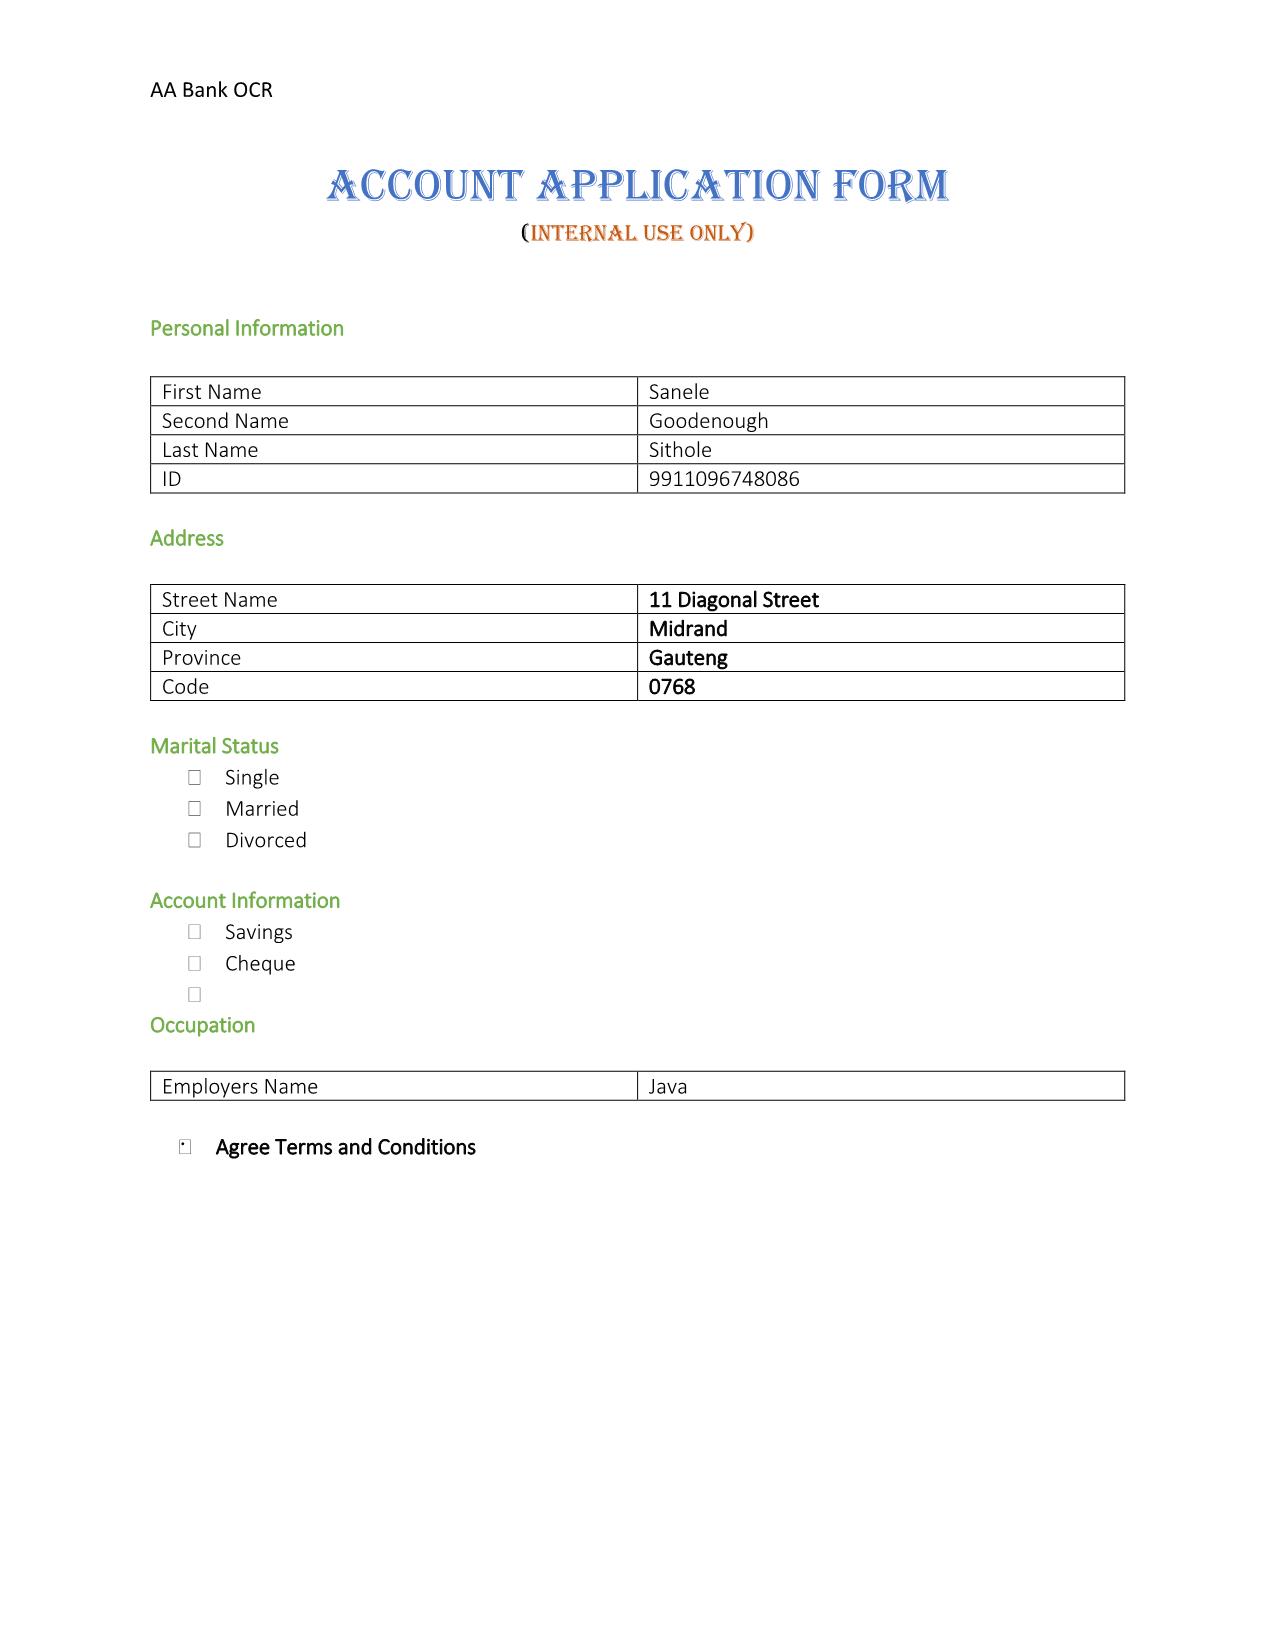 AA Bank OCR
ACCOUNT APPLICATION FORM
(INTERNAL USE ONLY)
Personal Information
First Name Sanele
Second Name Goodenough
Last Name Sithole
ID 9911096748086
Address
Street Name 11 Diagonal Street
City Midrand
Province Gauteng
Code 0768
Marital Status
Single
Married
Divorced
Account Information
Savings
Cheque
Occupation
Employers Name Java
Agree Terms and Conditions